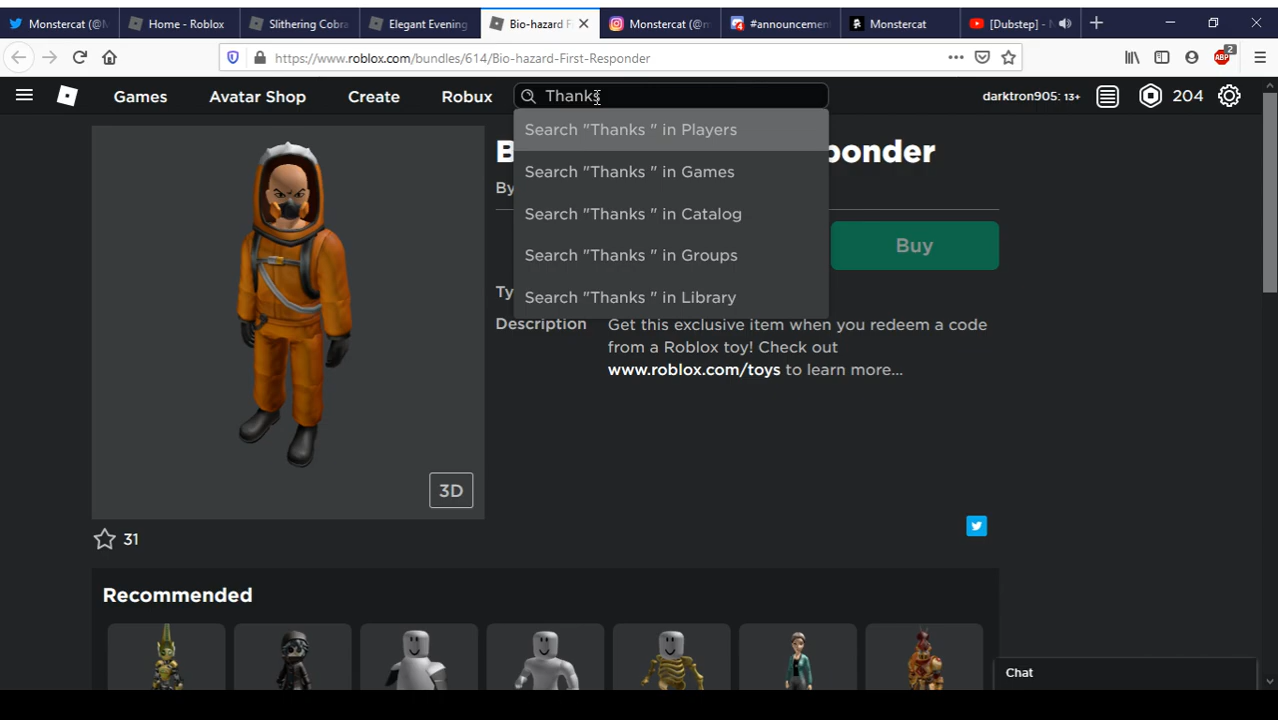 Monstercat (
Home - Roblox
Slithering Cobra
Elegant Evening
Bio-hazard F
Monstercat (@m
#announcement
Monstercat
[Dubstep] -
https://www.roblox.com/bundles/614/Bio-hazard-First-Responder
ABP
2
Games
Avatar Shop
Create
Robux
Thanks
darktron905: 13+
204
Search "Thanks " in Players
Search "Thanks " in Games
Search "Thanks " in Catalog
Search "Thanks " in Groups
Search "Thanks " in Library
B
ponder
By
Buy
Ty
Description
Get this exclusive item when you redeem a code
from a Roblox toy! Check out
www.roblox.com/toys to learn more...
3D
31
Recommended
Chat